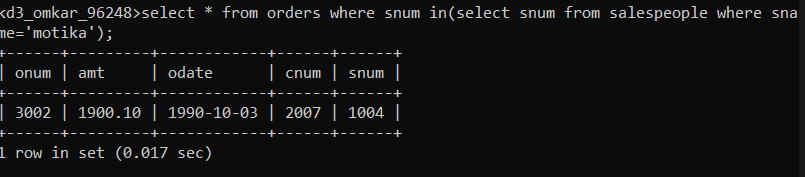 kd3_omkar_96248>select * from orders where snum in(select snum from salespeople where sna
me='motika');
+------+---------+------------+------+------+
| onum | amt     | odate      | cnum | snum |
+------+---------+------------+------+------+
| 3002 | 1900.10 | 1990-10-03 | 2007 | 1004 |
+------+---------+------------+------+------+
1 row in set (0.017 sec)